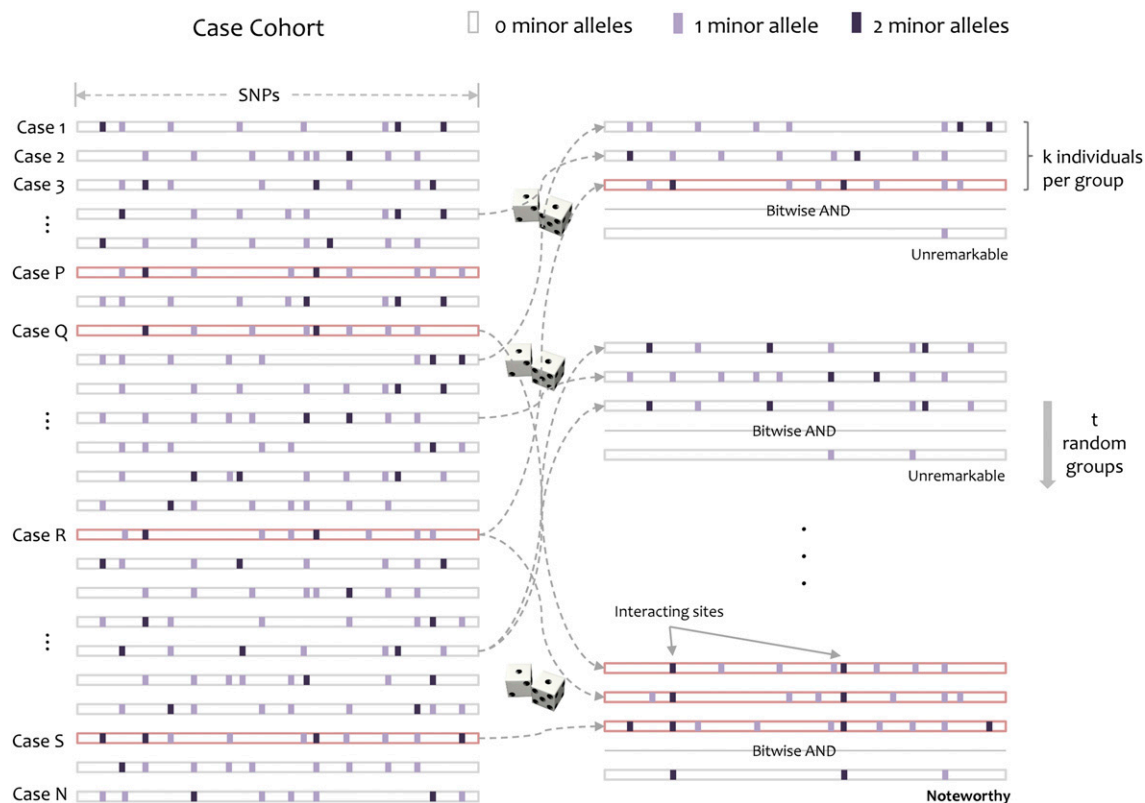 Case Cohort
0 minor alleles
1 minor allele
2 minor alleles
SNPs
Case 1
Case 2
Case 3
...
Case P
Case Q
...
Case R
...
Case S
Case N
k individuals
per group
Bitwise AND
Unremarkable
Bitwise AND
Unremarkable
t
random
groups
...
Interacting sites
Bitwise AND
Noteworthy